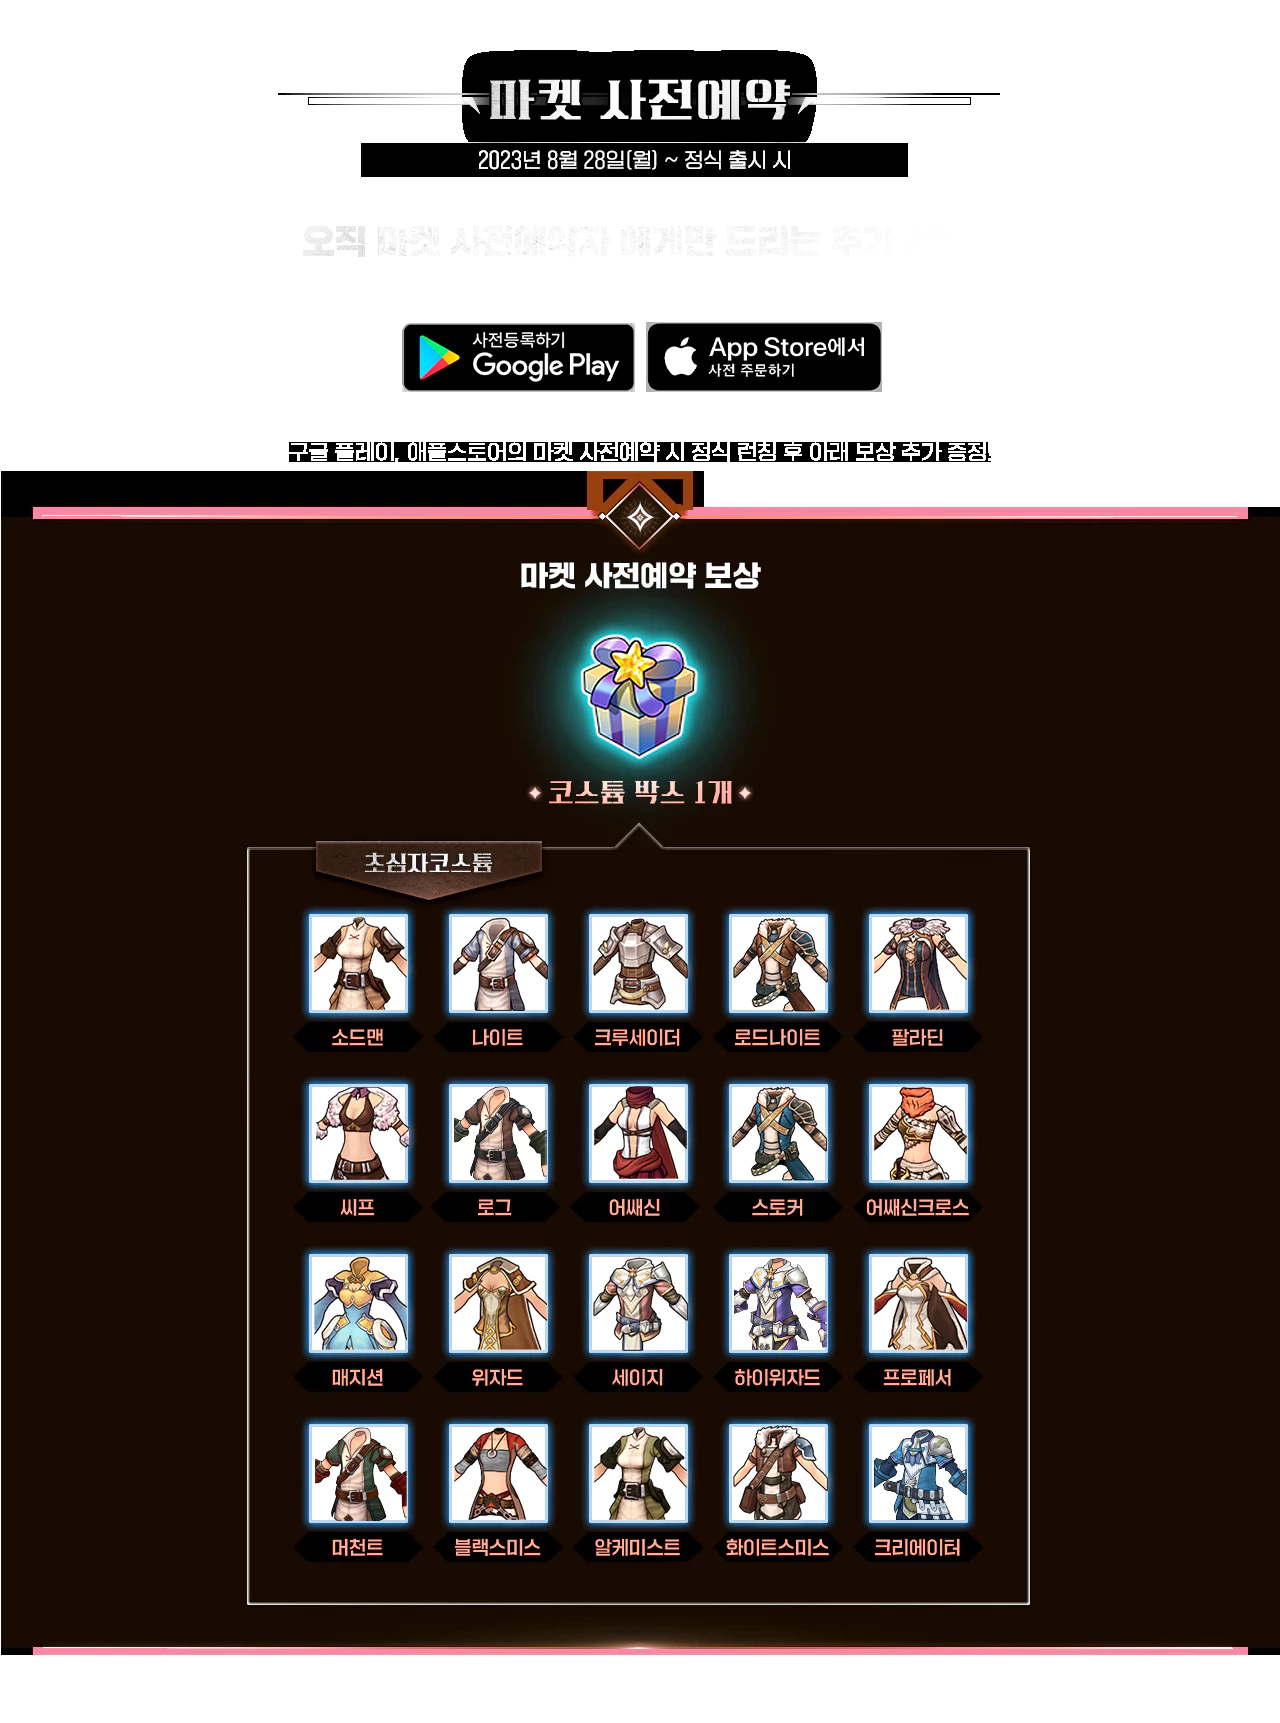 마켓 사전예약
2023년 8월 28일(월) ~ 정식 출시 시
오직 마켓 사전예약자 에게만 드리는 추가
사전등록하기
Google Play
App Store에서
사전 주문하기
구글 플레이, 애플스토어의 마켓 사전예약 시 정식 런칭 후 아래 보상 추가 증정!
마켓 사전예약 보상
코스튬 박스 1개
초심자코스튬
소드맨 나이트 크루세이더 로드나이트 팔라딘
씨프 로그 어쌔신 스토커 어쌔신크로스
매지션 위자드 세이지 하이위자드 프로페서
머천트 블랙스미스 알케미스트 화이트스미스 크리에이터